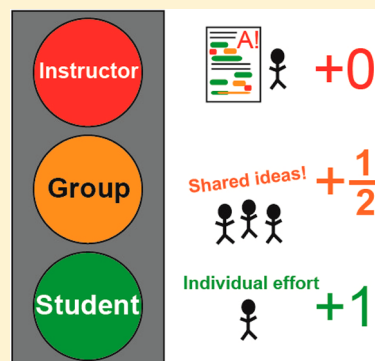 Instructor
A!
+0
Group
Shared ideas!
+1/2
Student
Individual effort
+1